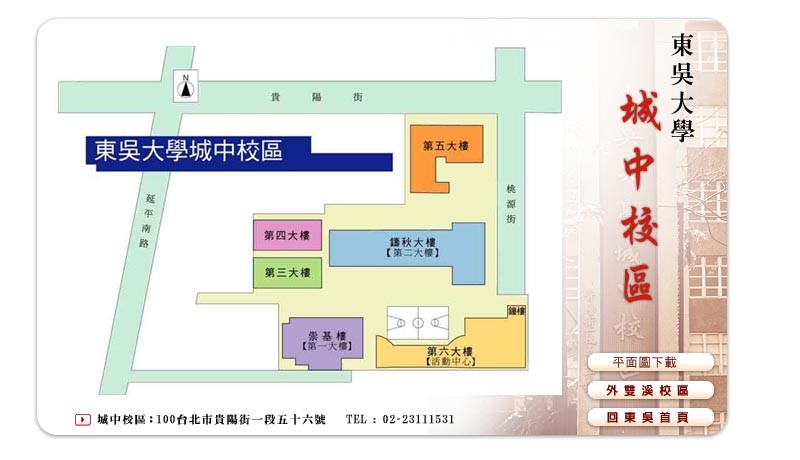 東吳大學
城中校區
N
貴陽街
東吳大學城中校區
第五大樓
延平南路
桃源街
第四大樓
鑄秋大樓
【第二大樓】
第三大樓
鐘樓
崇基樓
【第一大樓】
第六大樓
【活動中心】
平面圖下載
外雙溪校區
回東吳首頁
城中校區：100台北市貴陽街一段五十六號 TEL : 02-23111531